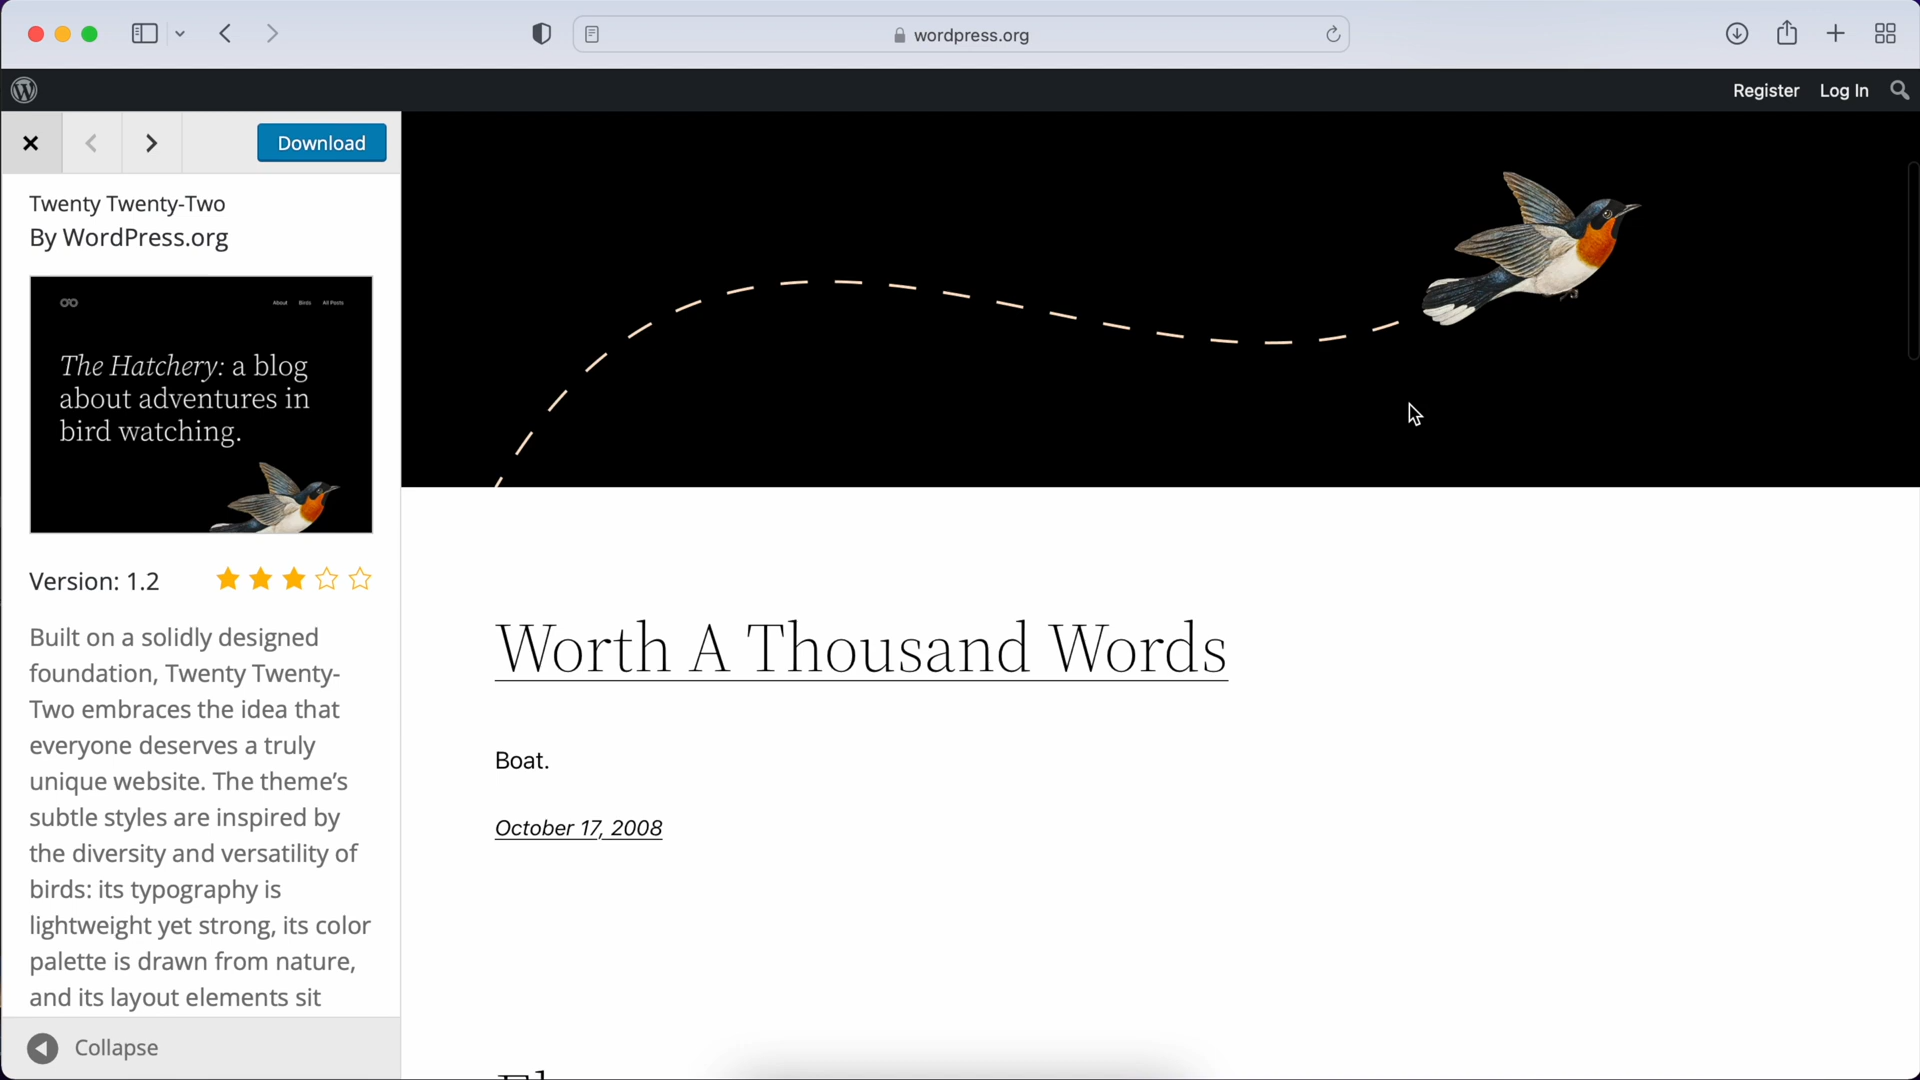 wordpress.org
Register Log In
Download
Twenty Twenty-Two
By WordPress.org
About Birds All Posts
The Hatchery: a blog
about adventures in
bird watching.
Version: 1.2
Built on a solidly designed
foundation, Twenty Twenty-
Two embraces the idea that
everyone deserves a truly
unique website. The theme’s
subtle styles are inspired by
the diversity and versatility of
birds: its typography is
lightweight yet strong, its color
palette is drawn from nature,
and its layout elements sit
Collapse
Worth A Thousand Words
Boat.
October 17, 2008